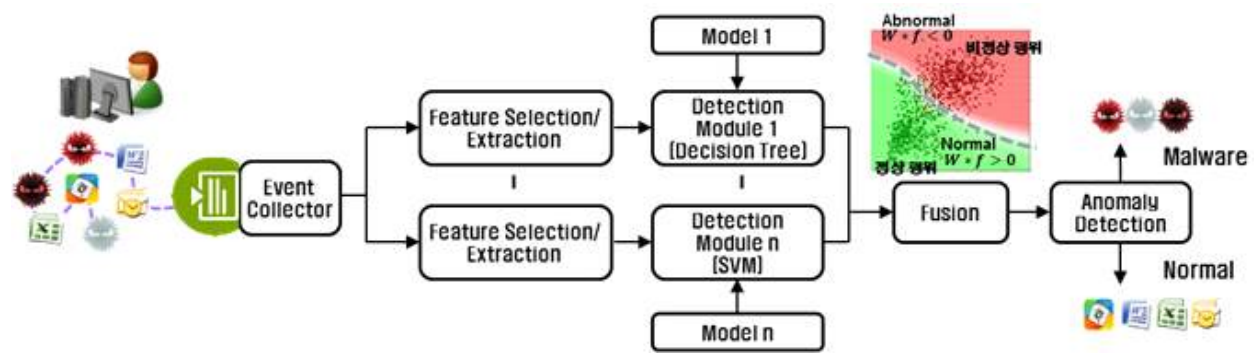 Model 1
Abnormal
W * f < 0
비정상 행위
Feature Selection/
Extraction
Detection
Module 1
(Decision Tree)
Normal
W * f > 0
정상 행위
Malware
Event
Collector
Fusion
Anomaly
Detection
Feature Selection/
Extraction
Detection
Module n
(SVM)
Normal
Model n